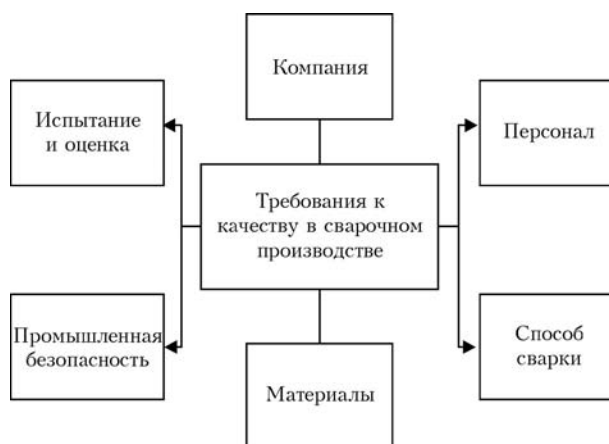 Компания
Испытание
и оценка
Персонал
Требования к
качеству в сварочном
производстве
Промышленная
безопасность
Способ
сварки
Материалы